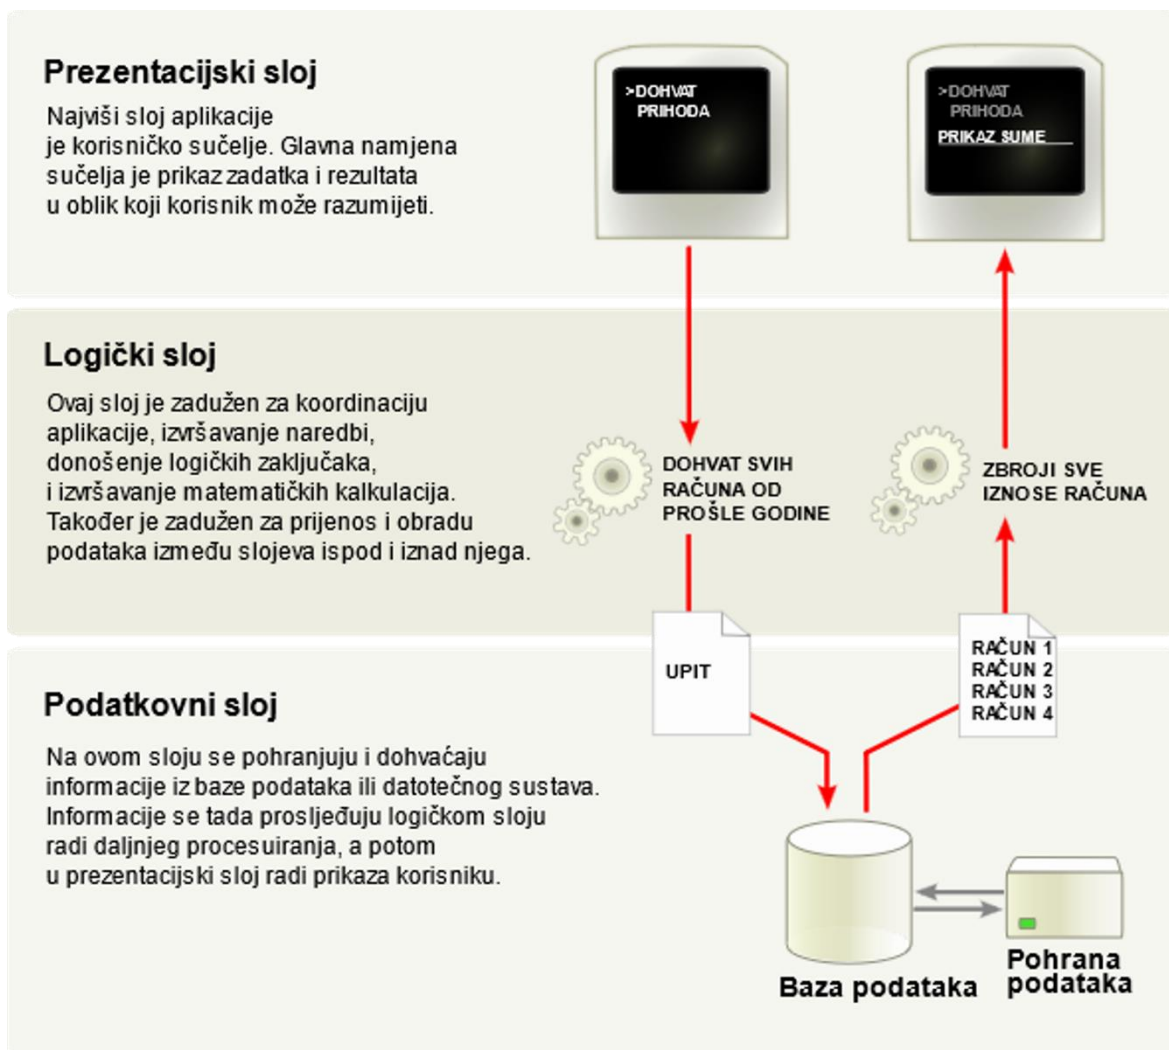 Prezentacijski sloj
Najviši sloj aplikacije
je korisničko sučelje. Glavna namjena
sučelja je prikaz zadatka i rezultata
u oblik koji korisnik može razumijeti.
>DOHVAT
PRIHODA
>DOHVAT
PRIHODA
PRIKAZ SUME
Logički sloj
Ovaj sloj je zadužen za koordinaciju
aplikacije, izvršavanje naredbi,
donošenje logičkih zaključaka,
i izvršavanje matematičkih kalkulacija.
Također je zadužen za prijenos i obradu
podataka između slojeva ispod i iznad njega.
DOHVAT SVIH
RAČUNA OD
PROŠLE GODINE
ZBROJI SVE
IZNOSE RAČUNA
UPIT
RAČUN 1
RAČUN 2
RAČUN 3
RAČUN 4
Podatkovni sloj
Na ovom sloju se pohranjuju i dohvaćaju
informacije iz baze podataka ili datotečnog sustava.
Informacije se tada prosljeđuju logičkom sloju
radi daljnjeg procesuiranja, a potom
u prezentacijski sloj radi prikaza korisniku.
Baza podataka
Pohrana
podataka